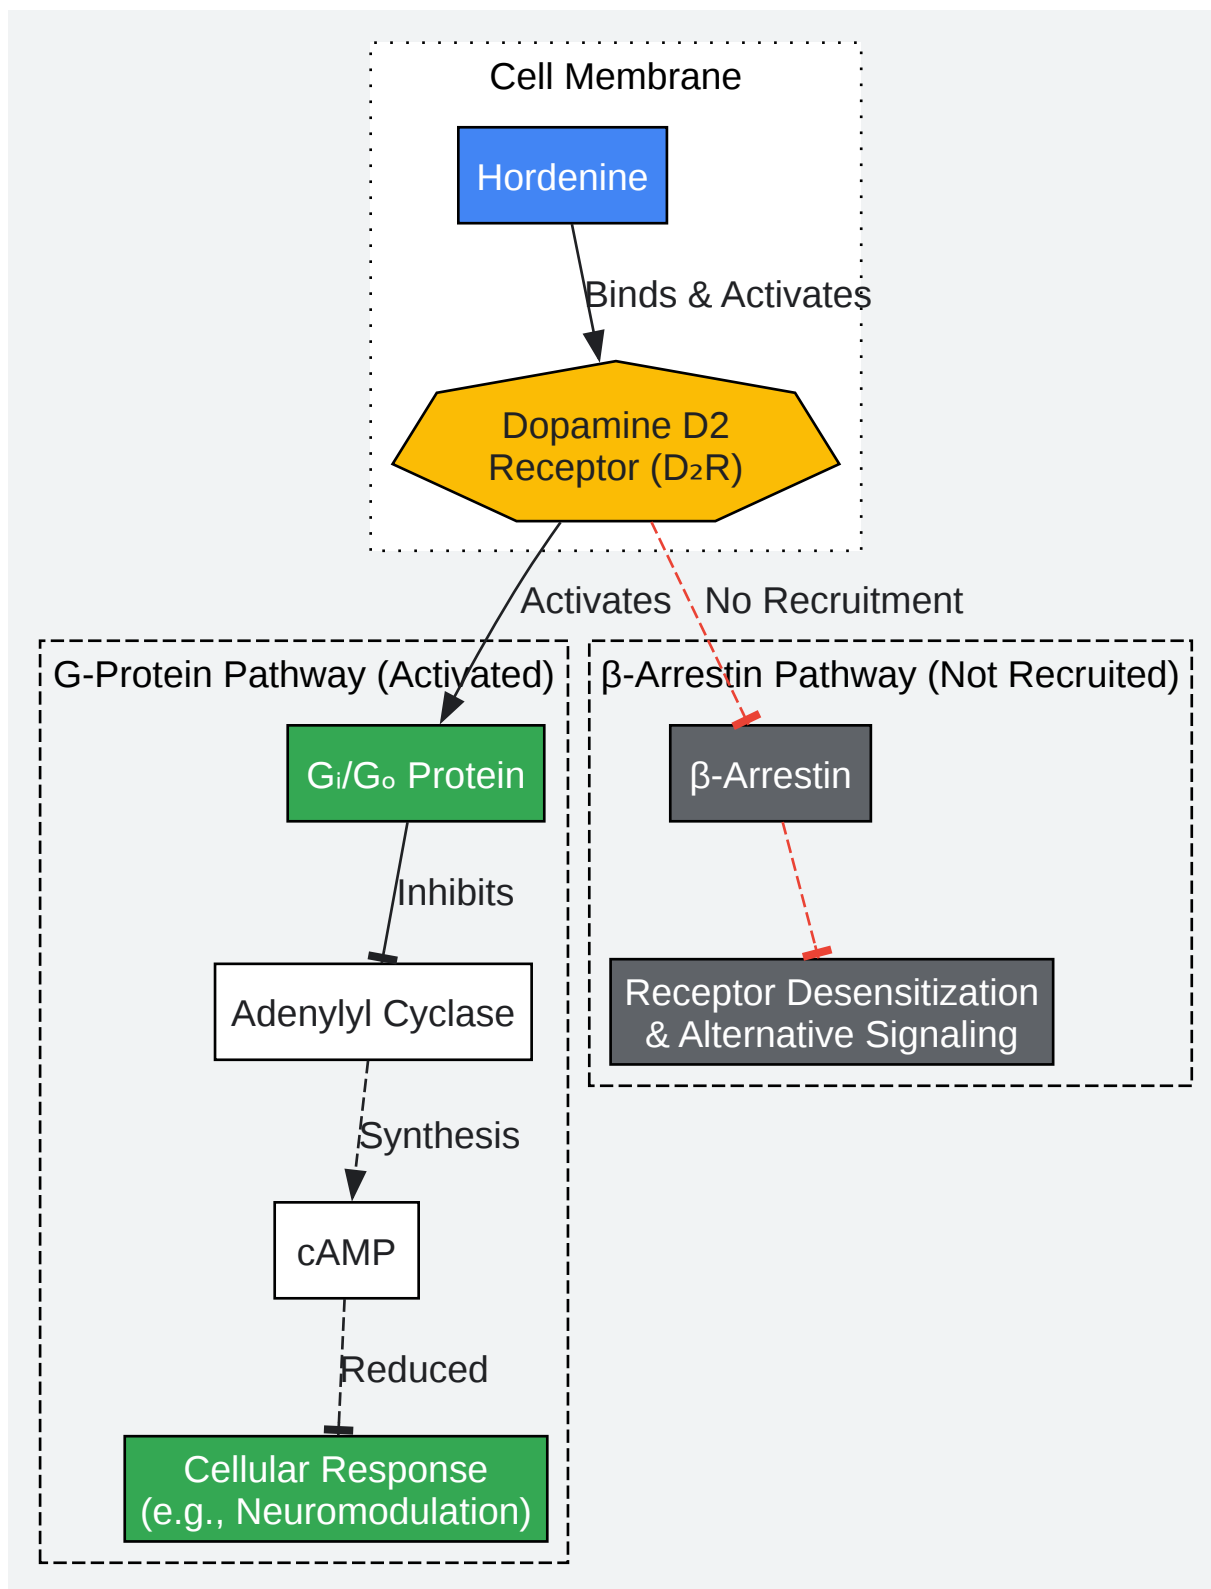 Cell Membrane
Hordenine
Binds & Activates
Dopamine D2
Receptor (D₂R)
Activates
No Recruitment
G-Protein Pathway (Activated)
β-Arrestin Pathway (Not Recruited)
Gᵢ/Gₒ Protein
β-Arrestin
Inhibits
Adenylyl Cyclase
Receptor Desensitization
& Alternative Signaling
Synthesis
cAMP
Reduced
Cellular Response
(e.g., Neuromodulation)